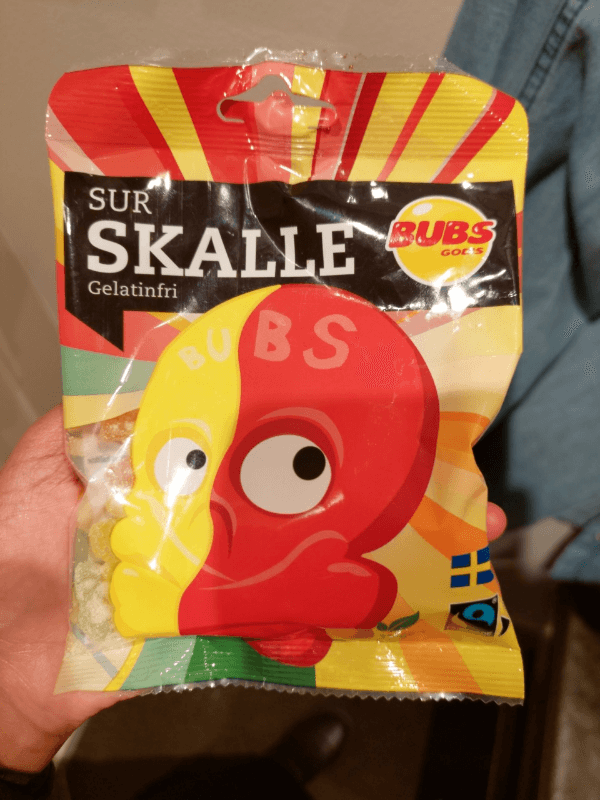 SUR
SKALLE
Gelatinfri
BUBS
GODIS
BUBS